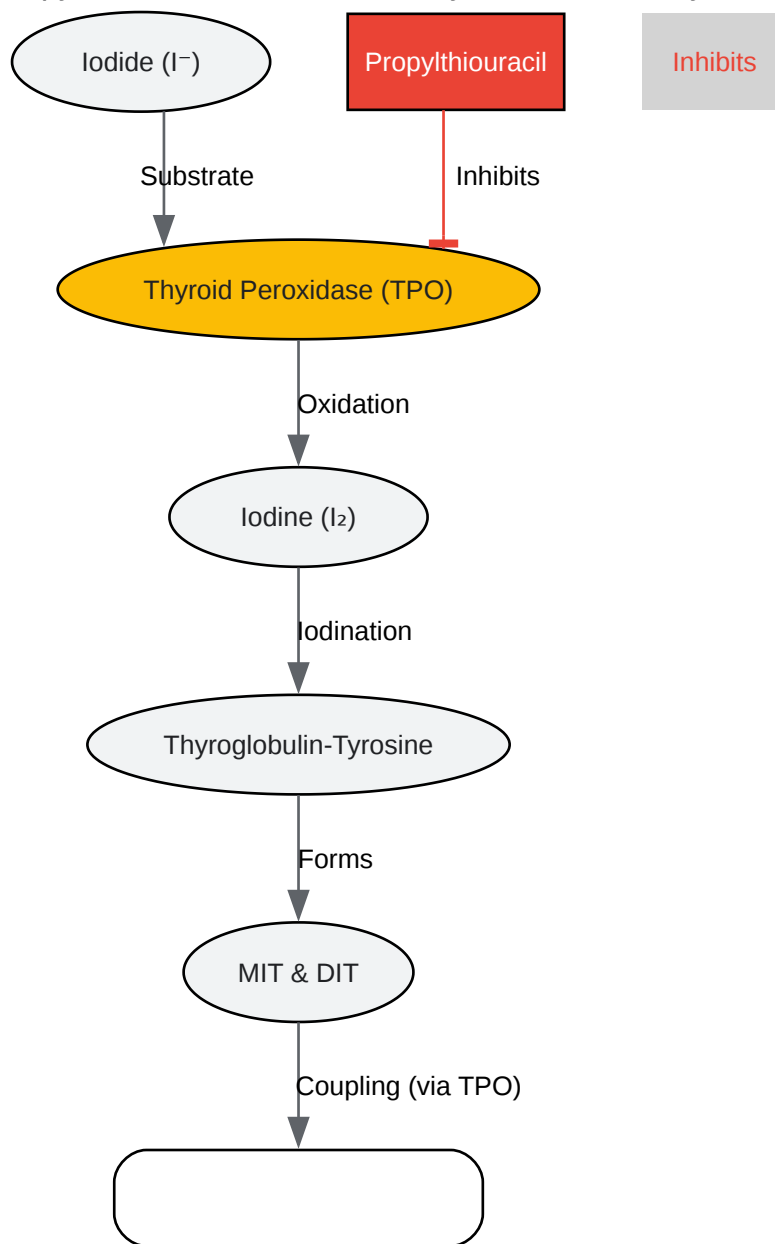 Iodide (I⁻)
Propylthiouracil
Inhibits
Substrate
Inhibits
Thyroid Peroxidase (TPO)
Oxidation
Iodine (I₂)
Iodination
Thyroglobulin-Tyrosine
Forms
MIT & DIT
Coupling (via TPO)